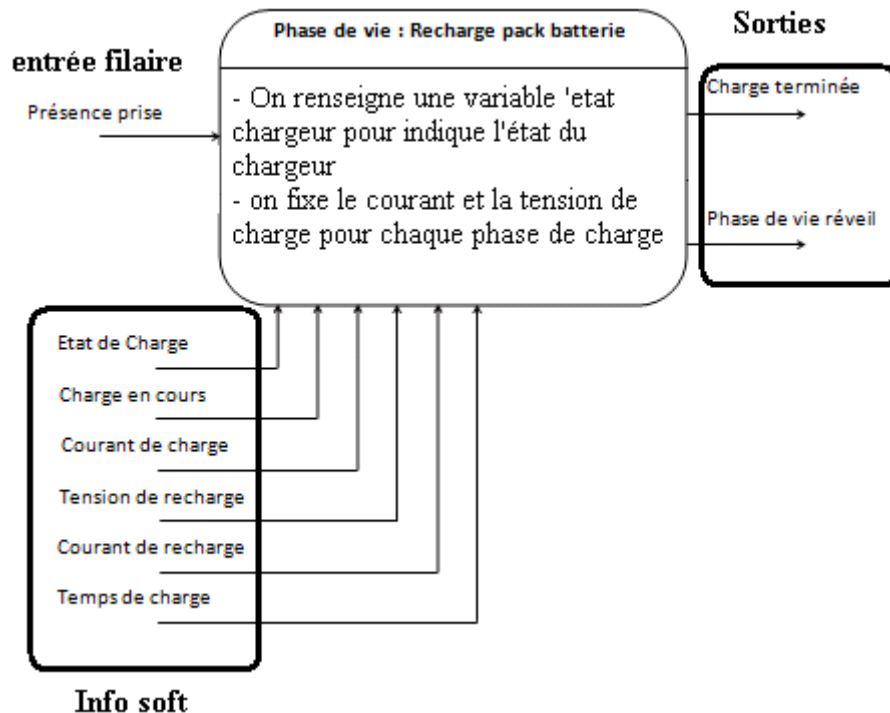 Phase de vie : Recharge pack batterie
Sorties
entrée filaire
Présence prise
- On renseigne une variable 'etat
chargeur pour indique l'état du
chargeur
- on fixe le courant et la tension de
charge pour chaque phase de charge
Charge terminée
Phase de vie réveil
Etat de Charge
Charge en cours
Courant de charge
Tension de recharge
Courant de recharge
Temps de charge
Info soft